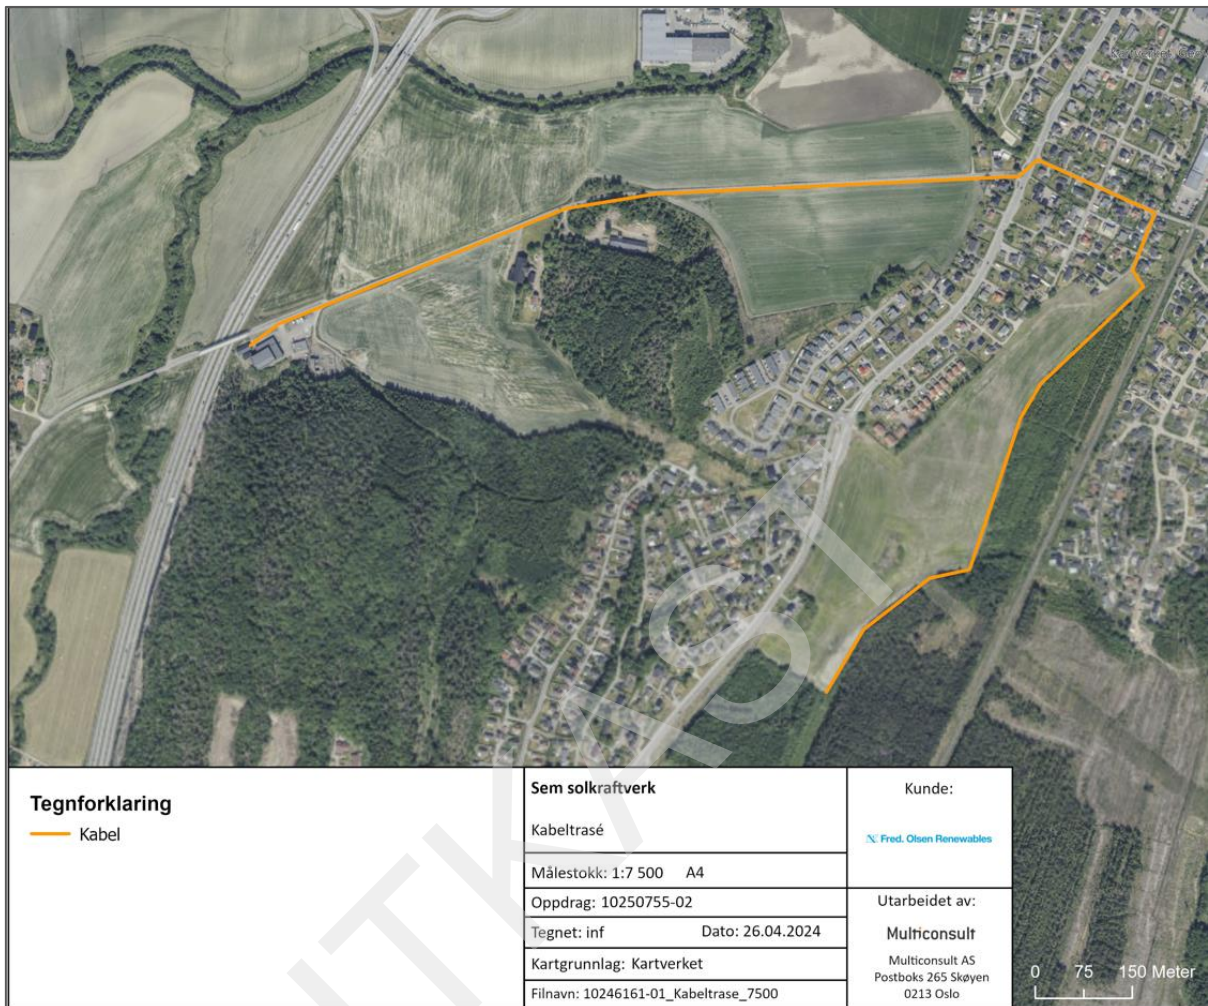 Tegnforklaring
Kabel
Sem solkraftverk
Kabeltrasé
Målestokk: 1:7 500 A4
Oppdrag: 10250755-02
Tegnet: inf Dato: 26.04.2024
Kartgrunnlag: Kartverket
Filnavn: 10246161-01_Kabeltrase_7500
Kunde:
Fred. Olsen Renewables
Utarbeidet av:
Multiconsult
Multiconsult AS
Postboks 265 Skøyen
0213 Oslo
0 75 150 Meter
UTKAST